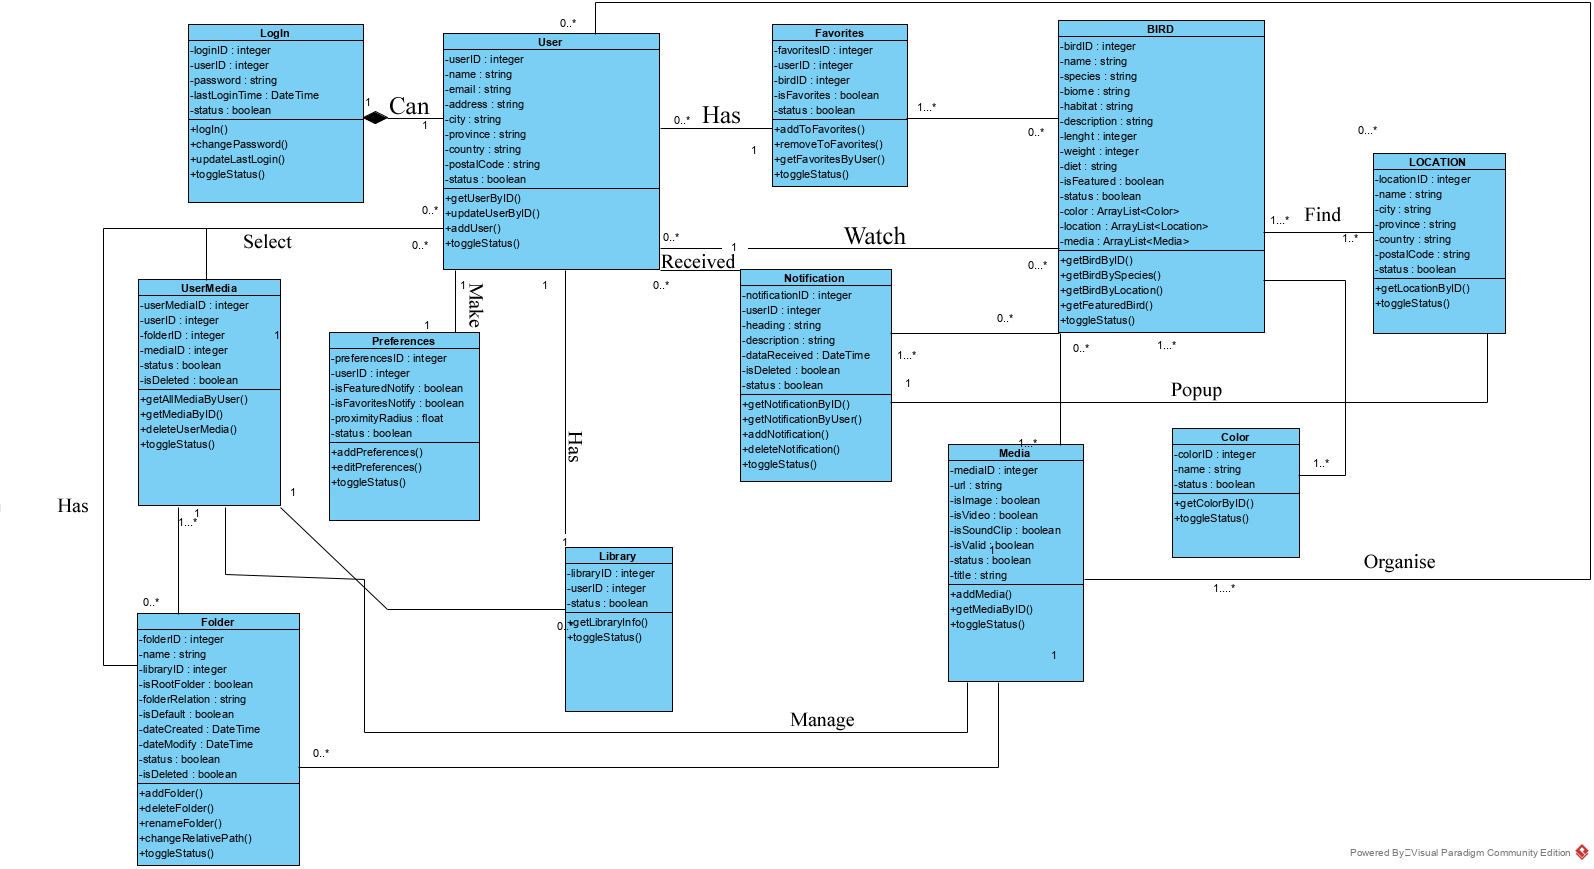 LogIn
-loginID : integer
-userID : integer
-password : string
-lastLoginTime : DateTime
-status : boolean
+logIn()
+changePassword()
+updateLastLogin()
+toggleStatus()
1
Can
1
0..*
User
-userID : integer
-name : string
-email : string
-address : string
-city : string
-province : string
-country : string
-postalCode : string
-status : boolean
+getUserByID()
+updateUserByID()
+addUser()
+toggleStatus()
0..*
Has
1
Favorites
-favoritesID : integer
-userID : integer
-birdID : integer
-isFavorites : boolean
-status : boolean
+addToFavorites()
+removeToFavorites()
+getFavoritesByUser()
+toggleStatus()
1...*
0..*
BIRD
-birdID : integer
-name : string
-species : string
-biome : string
-habitat : string
-description : string
-lenght : integer
-weight : integer
-diet : string
-isFeatured : boolean
-status : boolean
-color : ArrayList<Color>
-location : ArrayList<Location>
-media : ArrayList<Media>
+getBirdByID()
+getBirdBySpecies()
+getBirdByLocation()
+getFeaturedBird()
+toggleStatus()
0...*
LOCATION
-locationID : integer
-name : string
-city : string
-province : string
-country : string
-postalCode : string
-status : boolean
+getLocationByID()
+toggleStatus()
1...*
Find
1..*
0..*
0..*
Select
0..*
1
Watch
0...*
Received
0..*
UserMedia
-userMediaID : integer
-userID : integer
-folderID : integer
-mediaID : integer
-status : boolean
-isDeleted : boolean
+getAllMediaByUser()
+getMediaByID()
+deleteUserMedia()
+toggleStatus()
1
1
Make
1
1
Preferences
-preferencesID : integer
-userID : integer
-isFeaturedNotify : boolean
-isFavoritesNotify : boolean
-proximityRadius : float
-status : boolean
+addPreferences()
+editPreferences()
+toggleStatus()
Has
1
Notification
-notificationID : integer
-userID : integer
-heading : string
-description : string
-dataReceived : DateTime
-isDeleted : boolean
-status : boolean
+getNotificationByID()
+getNotificationByUser()
+addNotification()
+deleteNotification()
+toggleStatus()
0..*
1...*
1
0..*
1...*
Popup
Color
-colorID : integer
-name : string
-status : boolean
+getColorByID()
+toggleStatus()
1..*
1...*
Media
-mediaID : integer
-url : string
-isImage : boolean
-isVideo : boolean
-isSoundClip : boolean
-isValid : boolean
1
-status : boolean
-title : string
+addMedia()
+getMediaByID()
+toggleStatus()
1
Organise
1....*
Has
1
1...*
1
0..*
Library
-libraryID : integer
-userID : integer
-status : boolean
+getLibraryInfo()
+toggleStatus()
Folder
-folderID : integer
-name : string
-libraryID : integer
-isRootFolder : boolean
-folderRelation : string
-isDefault : boolean
-dateCreated : DateTime
-dateModify : DateTime
-status : boolean
-isDeleted : boolean
+addFolder()
+deleteFolder()
+renameFolder()
+changeRelativePath()
+toggleStatus()
Manage
0..*
Powered By Visual Paradigm Community Edition